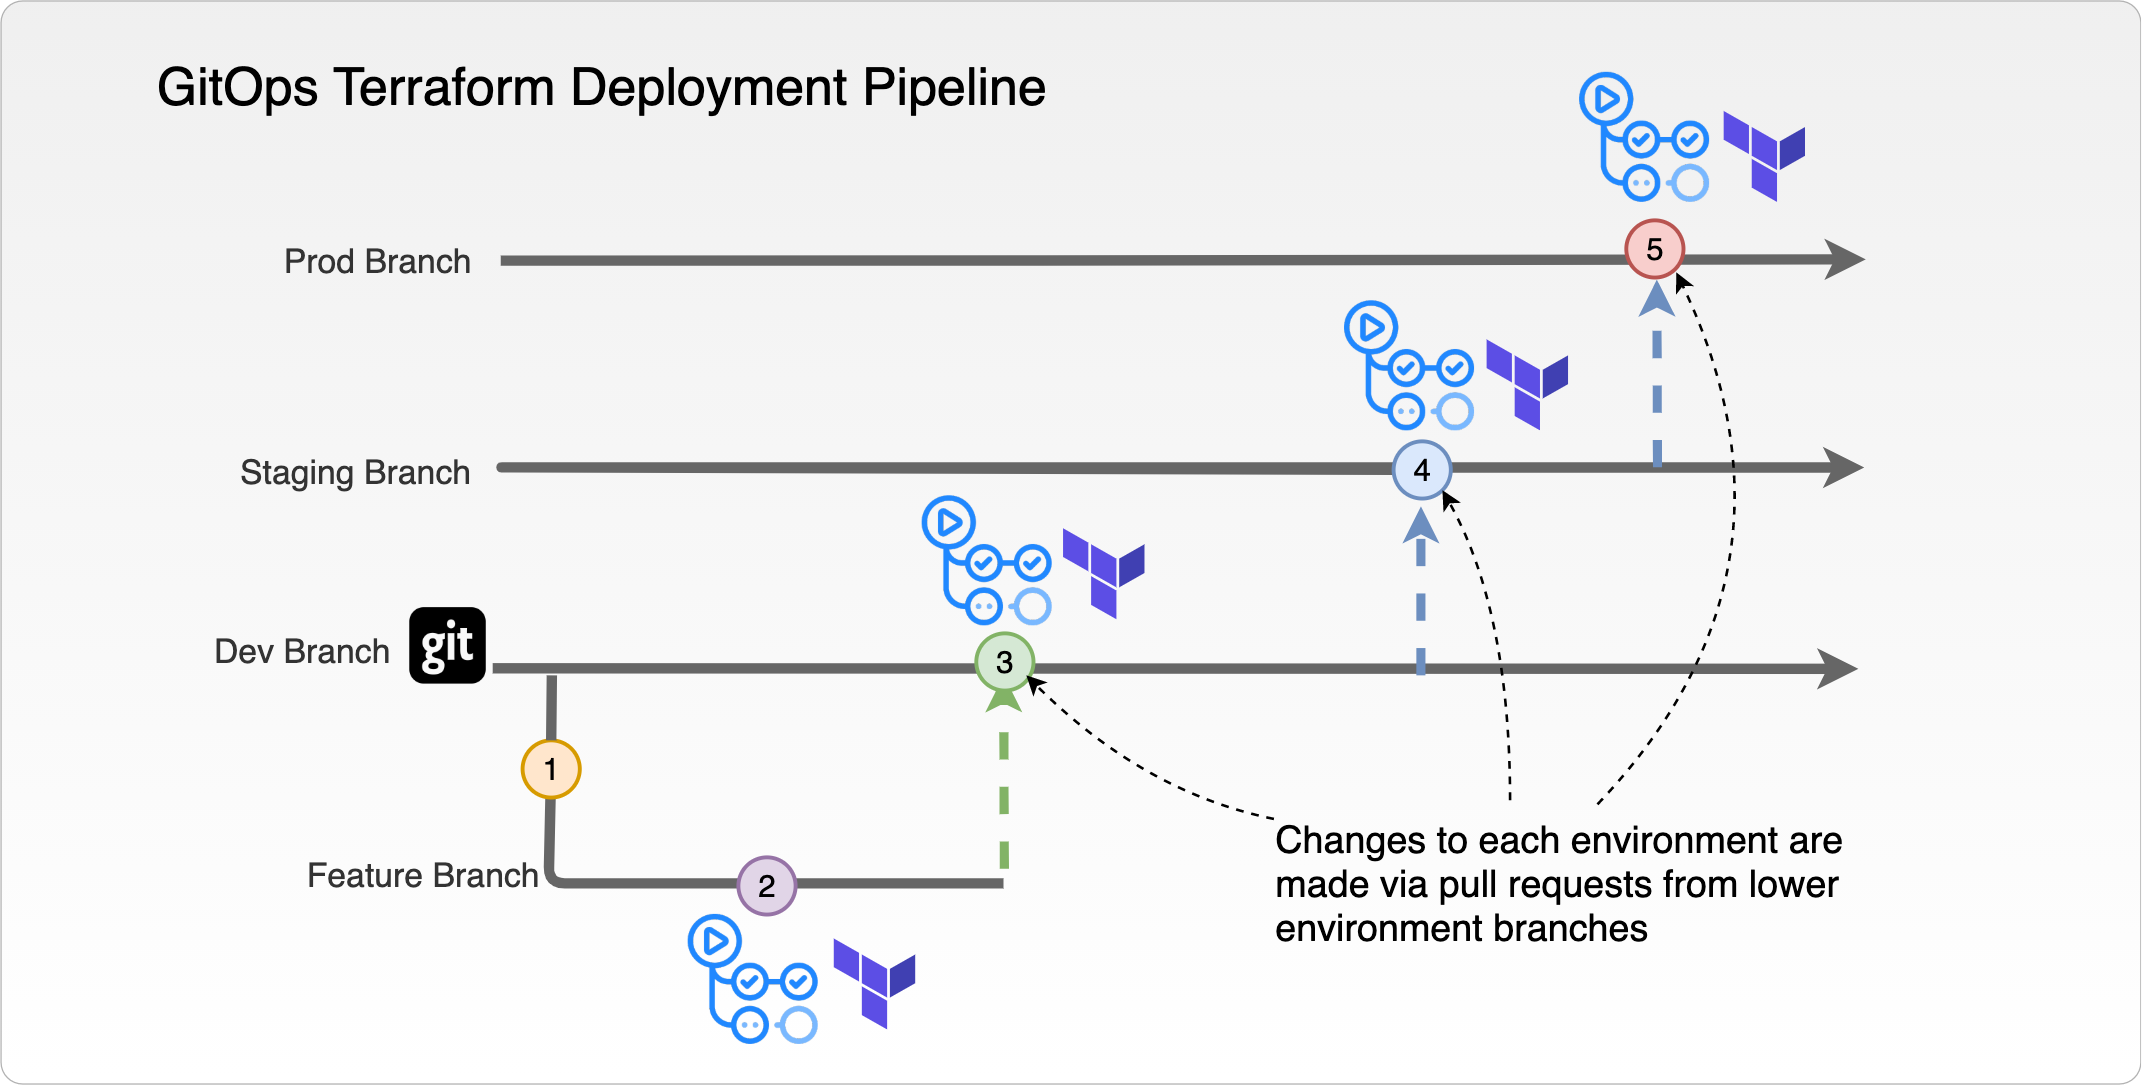 GitOps Terraform Deployment Pipeline
Prod Branch
5
Staging Branch
4
Dev Branch
git
3
1
Feature Branch
2
Changes to each environment are
made via pull requests from lower
environment branches